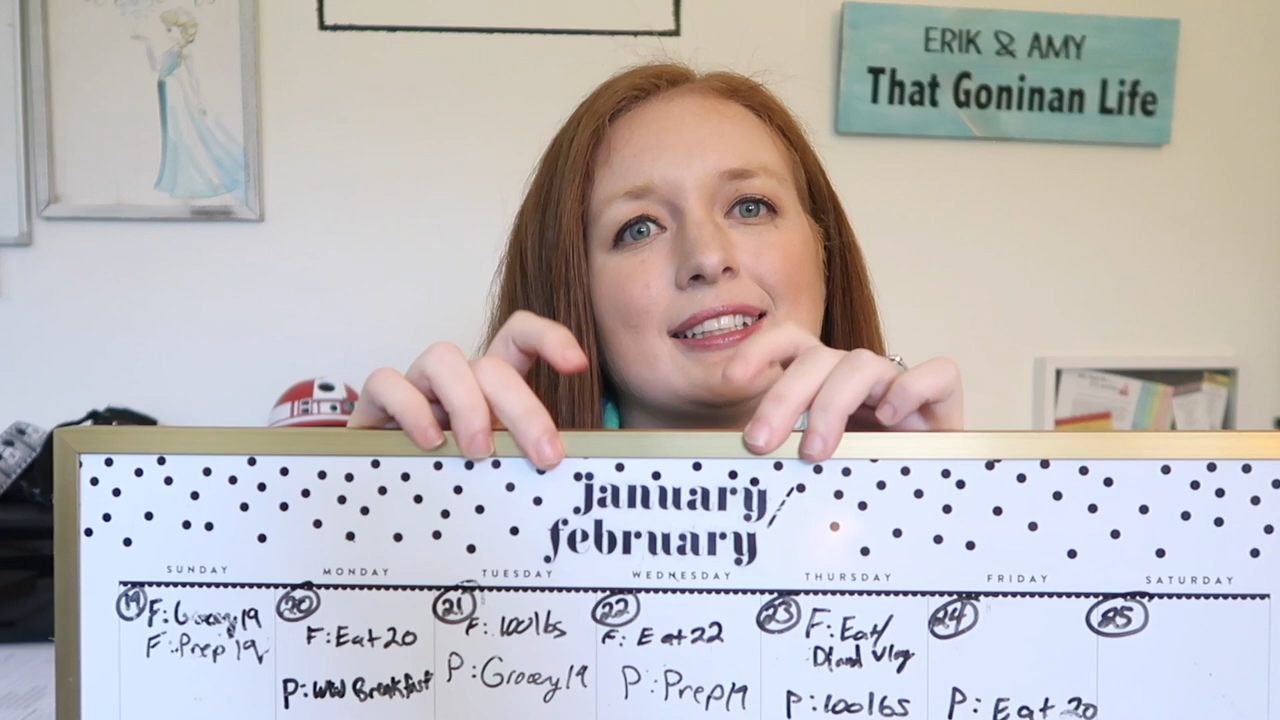 ERIK & AMY
That Goninan Life
january/
february
SUNDAY MONDAY TUESDAY WEDNESDAY THURSDAY FRIDAY SATURDAY
19 F: Grocery 19
F: Prep 19
20
F: Eat 20
P: WW Breakfast
21
F: 100lbs
P: Grocery 19
22
F: Eat 22
P: Prep 19
23
F: Eat/
Diand Vlog
P: 100lbs
24
P: Eat 20
25